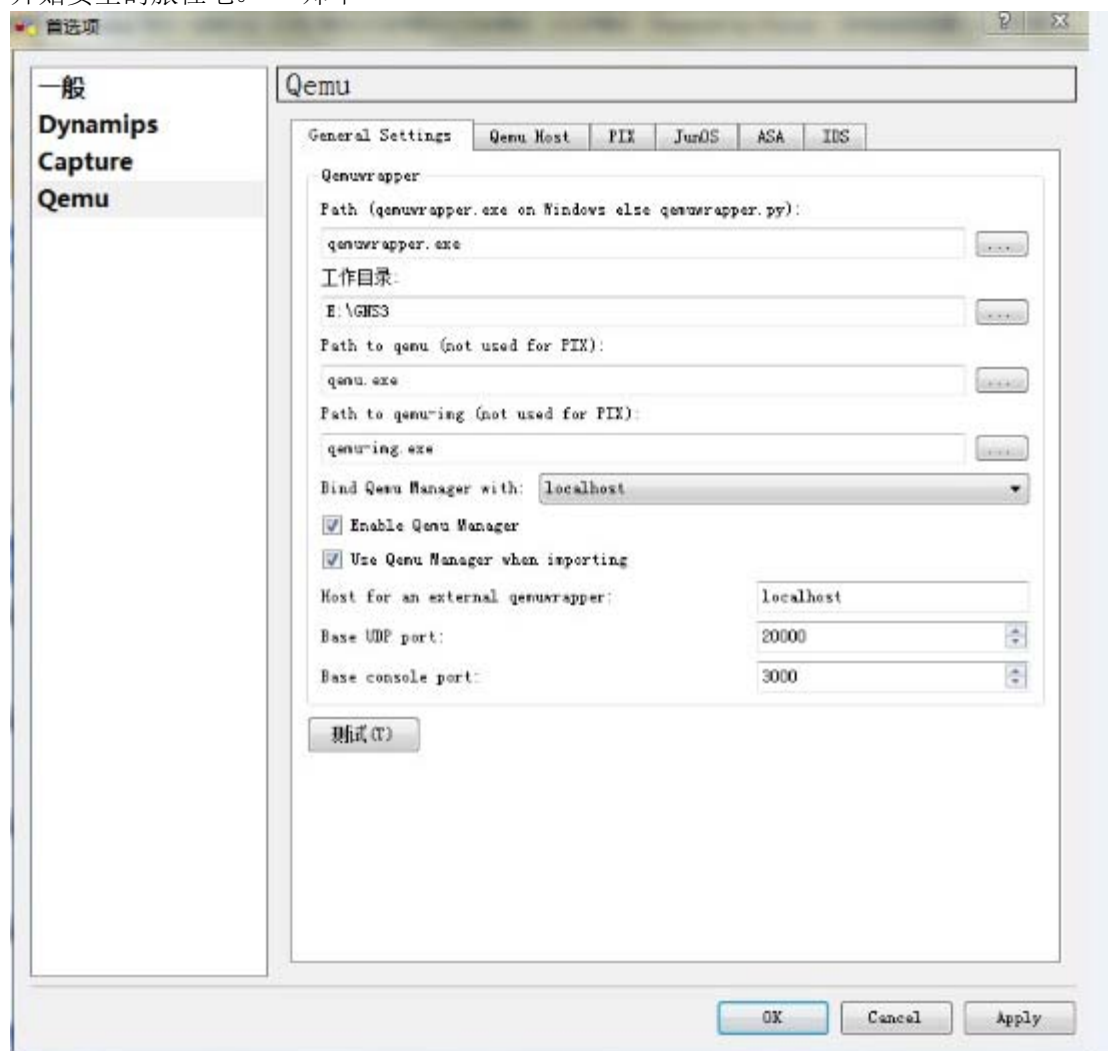 首选项
一般
Dynamips
Capture
Qemu
Qemu
General Settings Qemu Host PIX JunOS ASA IDS
Qemuwrapper
Path (qemuwrapper.exe on Windows else qemuwrapper.py):
qemuwrapper.exe
...
工作目录:
E:\GNS3
...
Path to qemu (not used for PIX):
qemu.exe
...
Path to qemu-img (not used for PIX):
qemu-img.exe
...
Bind Qemu Manager with: localhost
Enable Qemu Manager
Use Qemu Manager when importing
Host for an external qemuwrapper: localhost
Base UDP port: 20000
Base console port: 3000
测试(T)
OK Cancel Apply